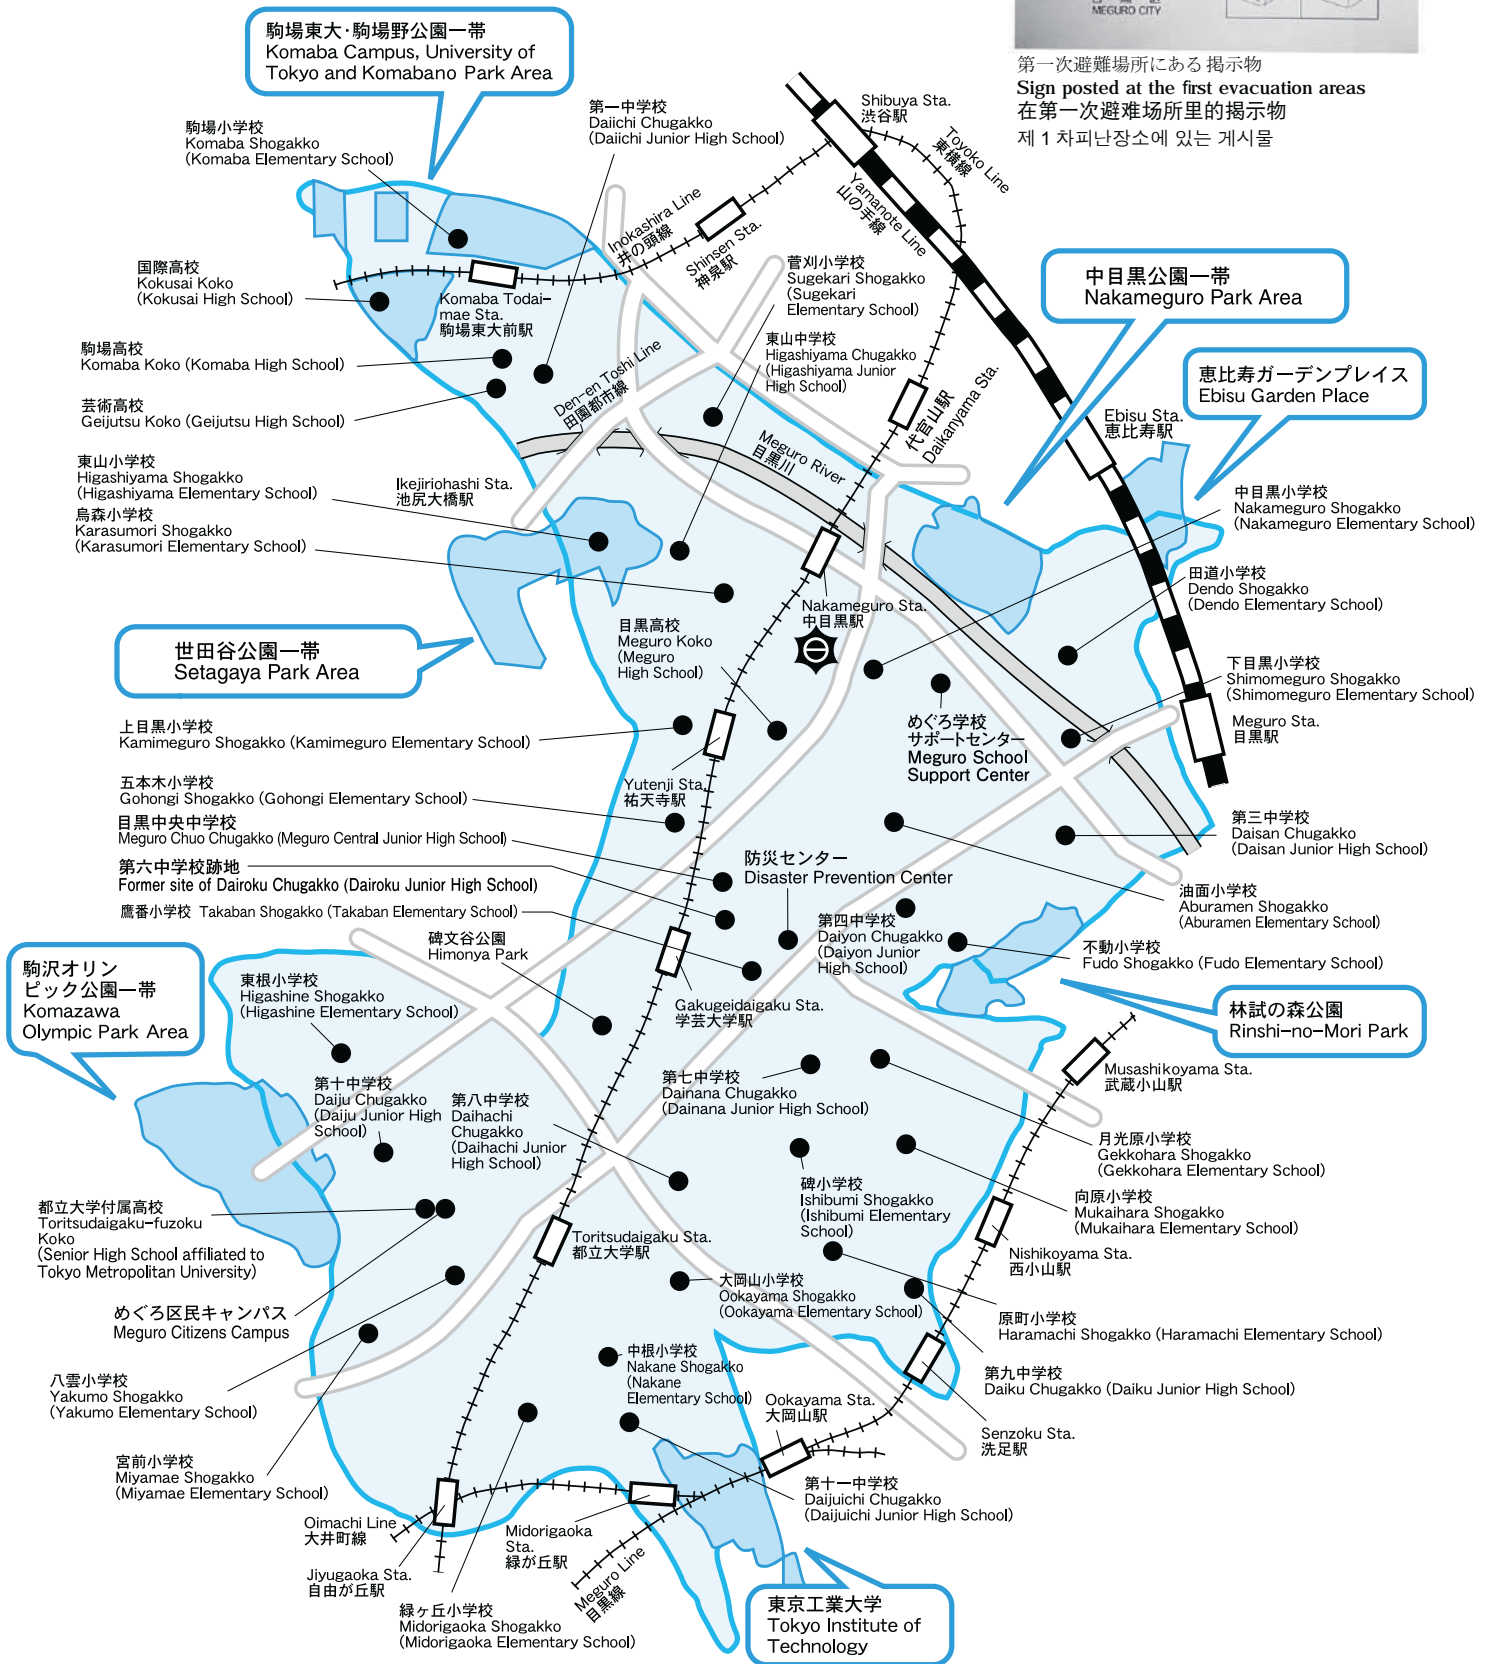 MEGURO CITY
第一次避難場所にある掲示物
Sign posted at the first evacuation areas
在第一次避难场所里的揭示物
제 1 차피난장소에 있는 게시물
駒場東大・駒場野公園一帯
Komaba Campus, University of
Tokyo and Komabano Park Area
駒場小学校
Komaba Shogakko
(Komaba Elementary School)
第一中学校
Daiichi Chugakko
(Daiichi Junior High School)
Shibuya Sta.
渋谷駅
Toyoko Line
東横線
Yamanote Line
山の手線
Inokashira Line
井の頭線
Shinsen Sta.
神泉駅
国際高校
Kokusai Koko
(Kokusai High School)
Komaba Todai-
mae Sta.
駒場東大前駅
菅刈小学校
Sugekari Shogakko
(Sugekari
Elementary School)
中目黒公園一帯
Nakameguro Park Area
駒場高校
Komaba Koko (Komaba High School)
東山中学校
Higashiyama Chugakko
(Higashiyama Junior
High School)
Den-en Toshi Line
田園都市線
恵比寿ガーデンプレイス
Ebisu Garden Place
芸術高校
Geijutsu Koko (Geijutsu High School)
代官山駅
Daikanyama Sta.
Ebisu Sta.
恵比寿駅
Meguro River
目黒川
東山小学校
Higashiyama Shogakko
(Higashiyama Elementary School)
Ikejiriohashi Sta.
池尻大橋駅
中目黒小学校
Nakameguro Shogakko
(Nakameguro Elementary School)
烏森小学校
Karasumori Shogakko
(Karasumori Elementary School)
田道小学校
Dendo Shogakko
(Dendo Elementary School)
Nakameguro Sta.
中目黒駅
世田谷公園一帯
Setagaya Park Area
目黒高校
Meguro Koko
(Meguro
High School)
下目黒小学校
Shimomeguro Shogakko
(Shimomeguro Elementary School)
Meguro Sta.
目黒駅
上目黒小学校
Kamimeguro Shogakko (Kamimeguro Elementary School)
めぐろ学校
サポートセンター
Meguro School
Support Center
五本木小学校
Gohongi Shogakko (Gohongi Elementary School)
Yutenji Sta.
祐天寺駅
目黒中央中学校
Meguro Chuo Chugakko (Meguro Central Junior High School)
第三中学校
Daisan Chugakko
(Daisan Junior High School)
第六中学校跡地
Former site of Dairoku Chugakko (Dairoku Junior High School)
防災センター
Disaster Prevention Center
鷹番小学校 Takaban Shogakko (Takaban Elementary School)
油面小学校
Aburamen Shogakko
(Aburamen Elementary School)
第四中学校
Daiyon Chugakko
(Daiyon Junior
High School)
碑文谷公園
Himonya Park
不動小学校
Fudo Shogakko (Fudo Elementary School)
駒沢オリン
ピック公園一帯
Komazawa
Olympic Park Area
東根小学校
Higashine Shogakko
(Higashine Elementary School)
Gakugeidaigaku Sta.
学芸大学駅
林試の森公園
Rinshi-no-Mori Park
Musashikoyama Sta.
武蔵小山駅
第十中学校
Daiju Chugakko
(Daiju Junior High
School)
第八中学校
Daihachi
Chugakko
(Daihachi Junior
High School)
第七中学校
Dainana Chugakko
(Dainana Junior High School)
月光原小学校
Gekkohara Shogakko
(Gekkohara Elementary School)
碑小学校
Ishibumi Shogakko
(Ishibumi Elementary
School)
向原小学校
Mukaihara Shogakko
(Mukaihara Elementary School)
都立大学付属高校
Toritsudaigaku-fuzoku
Koko
(Senior High School affiliated to
Tokyo Metropolitan University)
Toritsudaigaku Sta.
都立大学駅
Nishikoyama Sta.
西小山駅
大岡山小学校
Ookayama Shogakko
(Ookayama Elementary School)
めぐろ区民キャンパス
Meguro Citizens Campus
原町小学校
Haramachi Shogakko (Haramachi Elementary School)
八雲小学校
Yakumo Shogakko
(Yakumo Elementary School)
中根小学校
Nakane Shogakko
(Nakane
Elementary School)
第九中学校
Daiku Chugakko (Daiku Junior High School)
Ookayama Sta.
大岡山駅
Senzoku Sta.
洗足駅
宮前小学校
Miyamae Shogakko
(Miyamae Elementary School)
第十一中学校
Daijuichi Chugakko
(Daijuichi Junior High School)
Oimachi Line
大井町線
Midorigaoka
Sta.
緑が丘駅
Jiyugaoka Sta.
自由が丘駅
Meguro Line
目黒線
緑ヶ丘小学校
Midorigaoka Shogakko
(Midorigaoka Elementary School)
東京工業大学
Tokyo Institute of
Technology